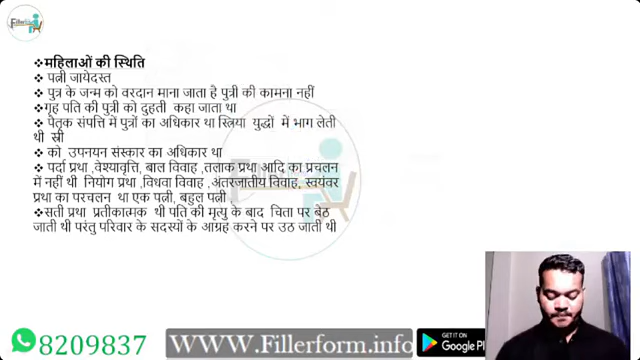 Fillerform
❖महिलाओं की स्थिति
❖पत्नी जायेदस्त
❖पुत्र के जन्म को वरदान माना जाता है पुत्री की कामना नहीं
❖गृह पति की पुत्री को दुहती कहा जाता था
❖पैतृक संपत्ति में पुत्रों का अधिकार था स्त्रिया युद्धों में भाग लेती
थी स्त्री
❖को उपनयन संस्कार का अधिकार था
❖पर्दा प्रथा ,वेश्यावृत्ति, बाल विवाह ,तलाक प्रथा आदि का प्रचलन
में नहीं थी नियोग प्रथा ,विधवा विवाह ,अंतरजातीय विवाह, स्वयंवर
प्रथा का परचलन था एक पत्नी, बहुल पत्नी
❖सती प्रथा प्रतीकात्मक थी पति की मृत्यु के बाद चिता पर बेठ
जाती थी परंतु परिवार के सदस्यों के आग्रह करने पर उठ जाती थी
8209837
WWW.Fillerform.info
GET IT ON
Google Pl